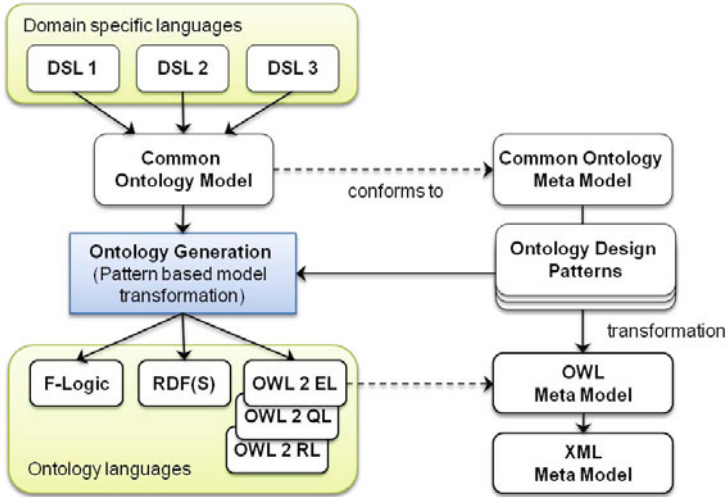 Domain specific languages
DSL 1
DSL 2
DSL 3
Common
Ontology Model
conforms to
Common Ontology
Meta Model
Ontology Generation
(Pattern based model
transformation)
Ontology Design
Patterns
transformation
F-Logic
RDF(S)
OWL 2 EL
OWL 2 QL
OWL 2 RL
Ontology languages
OWL
Meta Model
XML
Meta Model